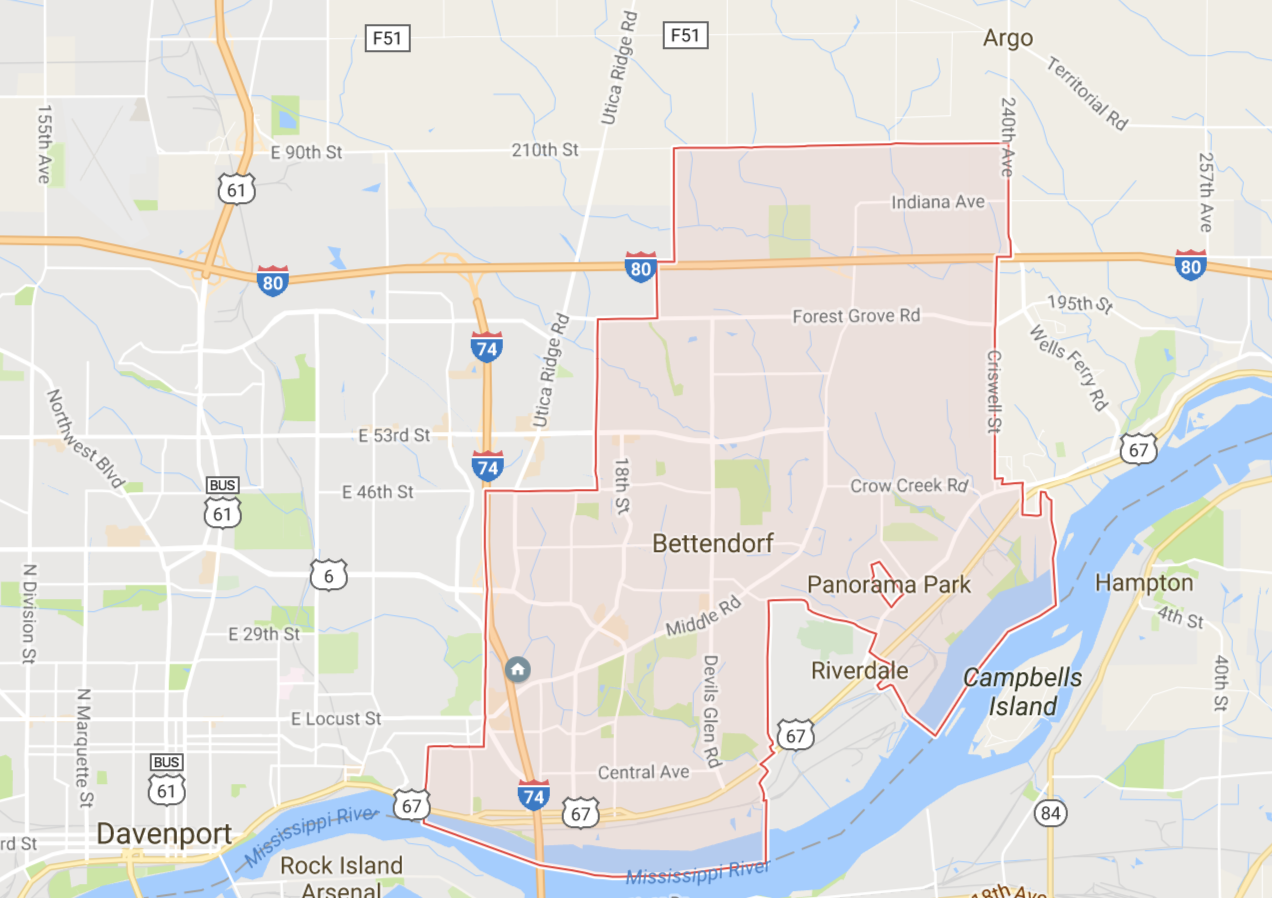 F51
F51
Argo
Utica Ridge Rd
Territorial Rd
155th Ave
240th Ave
E 90th St
210th St
257th Ave
61
Indiana Ave
80
80
80
195th St
Forest Grove Rd
74
Utica Ridge Rd
Wells Ferry Rd
Criswell St
Northwest Blvd
E 53rd St
67
74
18th St
BUS
61
E 46th St
Crow Creek Rd
Bettendorf
6
Panorama Park
Hampton
N Division St
Middle Rd
4th St
E 29th St
Riverdale
Campbells
Island
40th St
Devils Glen Rd
N Marquette St
E Locust St
67
BUS
61
Central Ave
67
74
67
84
Davenport
Mississippi Rive
rd St
Rock Island
Arsenal
Mississippi River
18th Ave